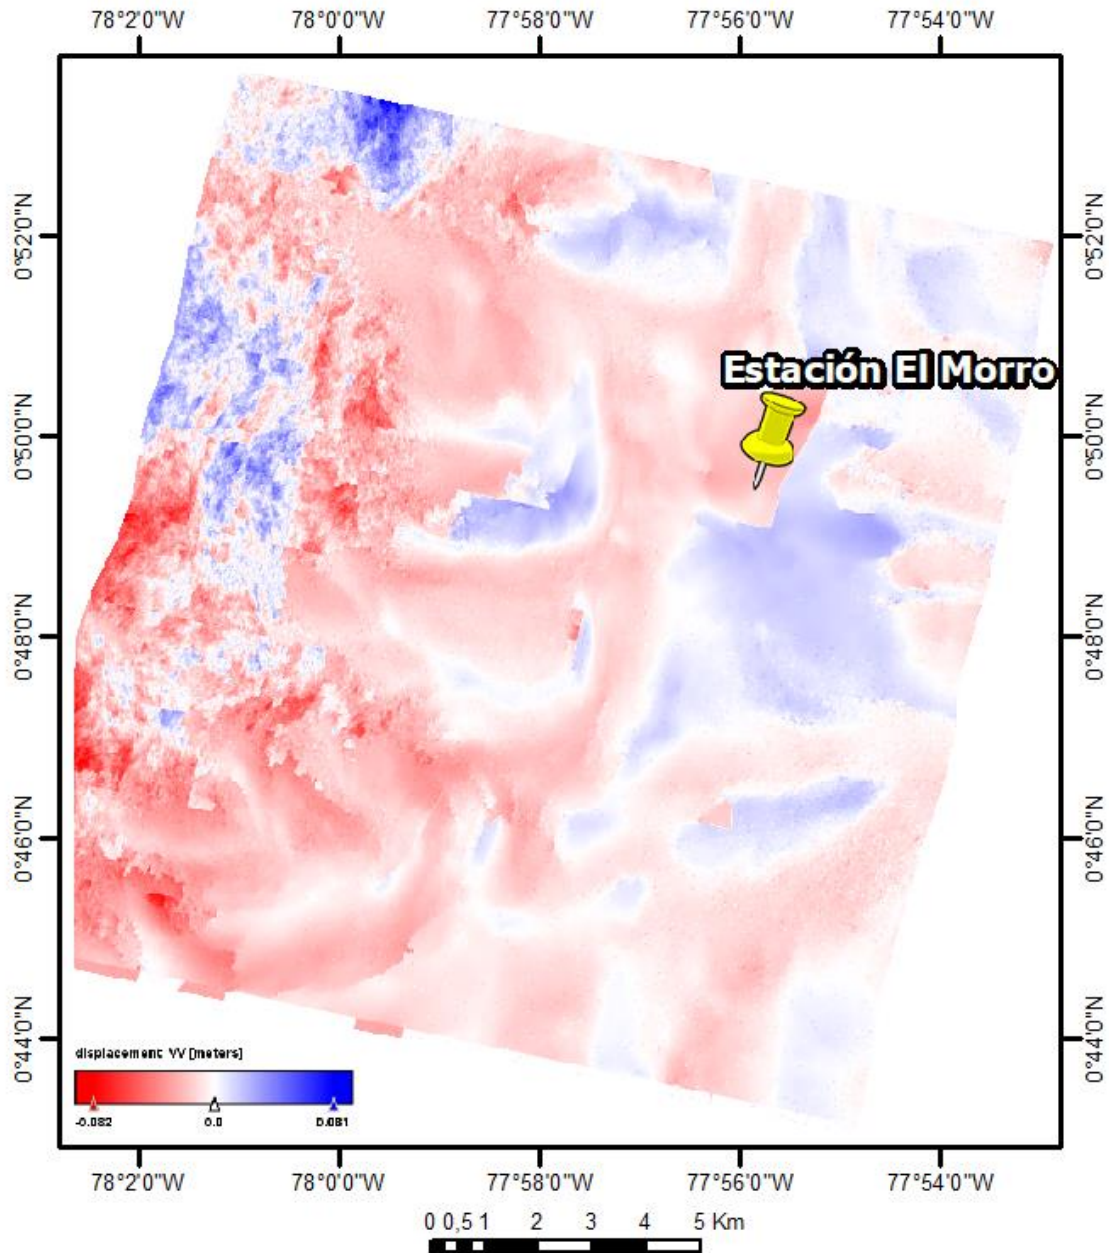 78°2'0"W 78°0'0"W 77°58'0"W 77°56'0"W 77°54'0"W
0°52'0"N 0°52'0"N
Estación El Morro
0°50'0"N 0°50'0"N
0°48'0"N 0°48'0"N
0°46'0"N 0°46'0"N
0°44'0"N 0°44'0"N
displacement_VV [meters]
-0.082 0.0 0.081
78°2'0"W 78°0'0"W 77°58'0"W 77°56'0"W 77°54'0"W
0 0,5 1 2 3 4 5 Km